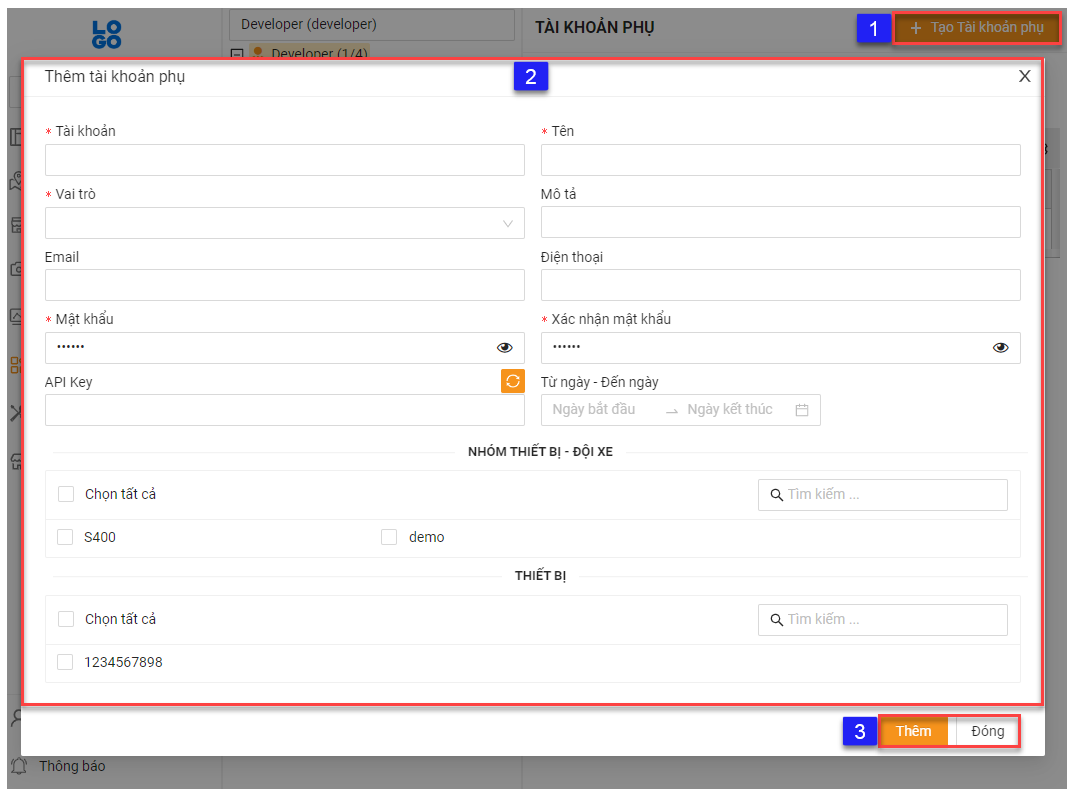 LOGO
Developer (developer)
Developer (1/4)
TÀI KHOẢN PHỤ
1
+ Tạo Tài khoản phụ
Thêm tài khoản phụ
2
X
* Tài khoản
* Tên
* Vai trò
Mô tả
Email
Điện thoại
* Mật khẩu
* Xác nhận mật khẩu
••••••
••••••
API Key
Từ ngày - Đến ngày
Ngày bắt đầu → Ngày kết thúc
NHÓM THIẾT BỊ - ĐỘI XE
Chọn tất cả
Tìm kiếm ...
S400
demo
THIẾT BỊ
Chọn tất cả
Tìm kiếm ...
1234567898
3
Thêm
Đóng
Thông báo